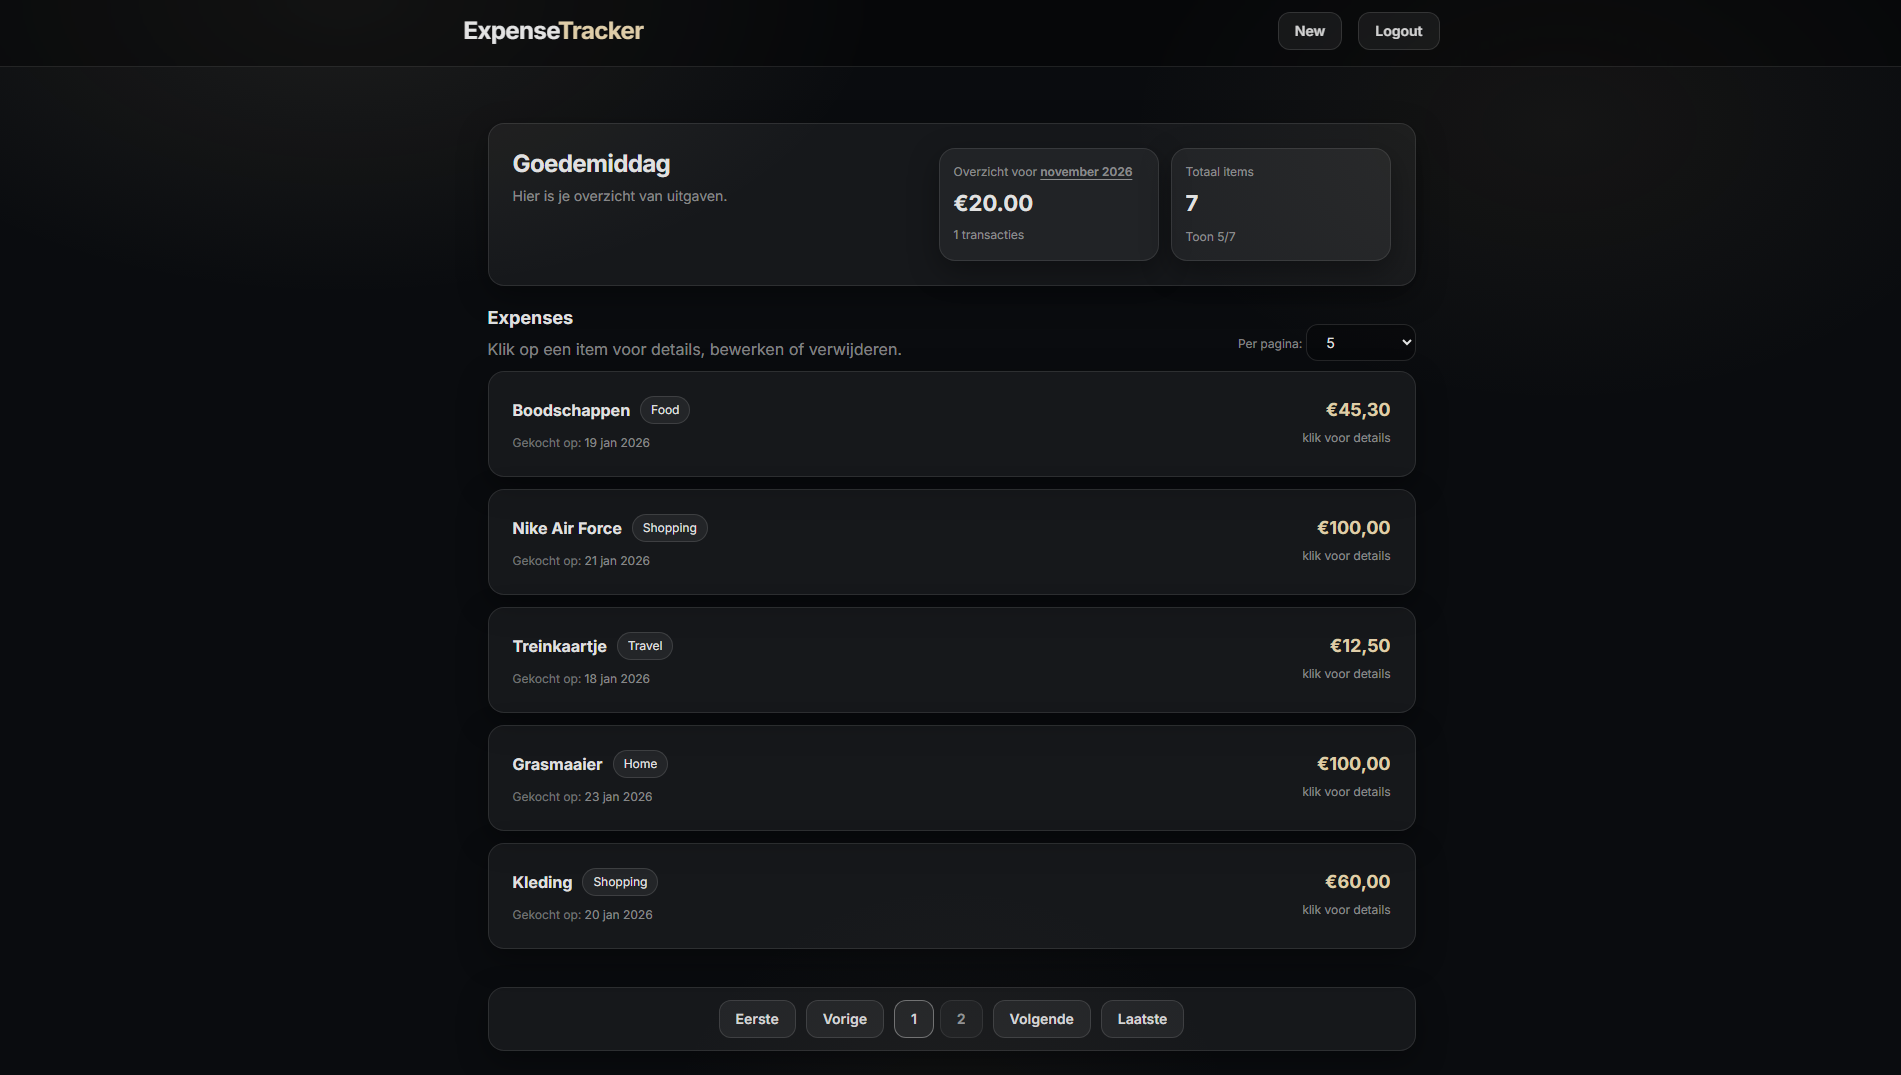 ExpenseTracker
New
Logout
Goedemiddag
Hier is je overzicht van uitgaven.
Overzicht voor november 2026
€20.00
1 transacties
Totaal items
7
Toon 5/7
Expenses
Klik op een item voor details, bewerken of verwijderen.
Per pagina: 5
Boodschappen Food
€45,30
Gekocht op: 19 jan 2026
klik voor details
Nike Air Force Shopping
€100,00
Gekocht op: 21 jan 2026
klik voor details
Treinkaartje Travel
€12,50
Gekocht op: 18 jan 2026
klik voor details
Grasmaaier Home
€100,00
Gekocht op: 23 jan 2026
klik voor details
Kleding Shopping
€60,00
Gekocht op: 20 jan 2026
klik voor details
Eerste Vorige 1 2 Volgende Laatste